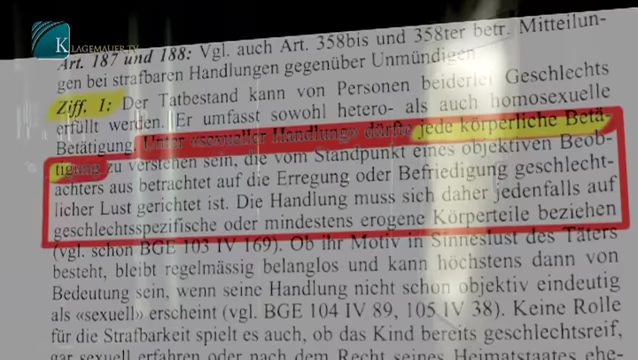 KLAGEMAUER.TV
Art. 187 und 188: Vgl. auch Art. 358bis und 358ter betr. Mitteilun-
gen bei strafbaren Handlungen gegenüber Unmündigen.
Ziff. 1: Der Tatbestand kann von Personen beiderlei Geschlechts
erfüllt werden. Er umfasst sowohl hetero- als auch homosexuelle
Betätigung. Unter «sexueller Handlung» dürfte jede körperliche Betä-
tigung zu verstehen sein, die vom Standpunkt eines objektiven Beob-
achters aus betrachtet auf die Erregung oder Befriedigung geschlecht-
licher Lust gerichtet ist. Die Handlung muss sich daher jedenfalls auf
geschlechtsspezifische oder mindestens erogene Körperteile beziehen
(vgl. schon BGE 103 IV 169). Ob ihr Motiv in Sinneslust des Täters
besteht, bleibt regelmässig belanglos und kann höchstens dann von
Bedeutung sein, wenn seine Handlung nicht schon objektiv eindeutig
als «sexuell» erscheint (vgl. BGE 104 IV 89, 105 IV 38). Keine Rolle
für die Strafbarkeit spielt es auch, ob das Kind bereits geschlechtsreif,
gar sexuell erfahren oder nach dem Recht seines Heimatstaates ehe-